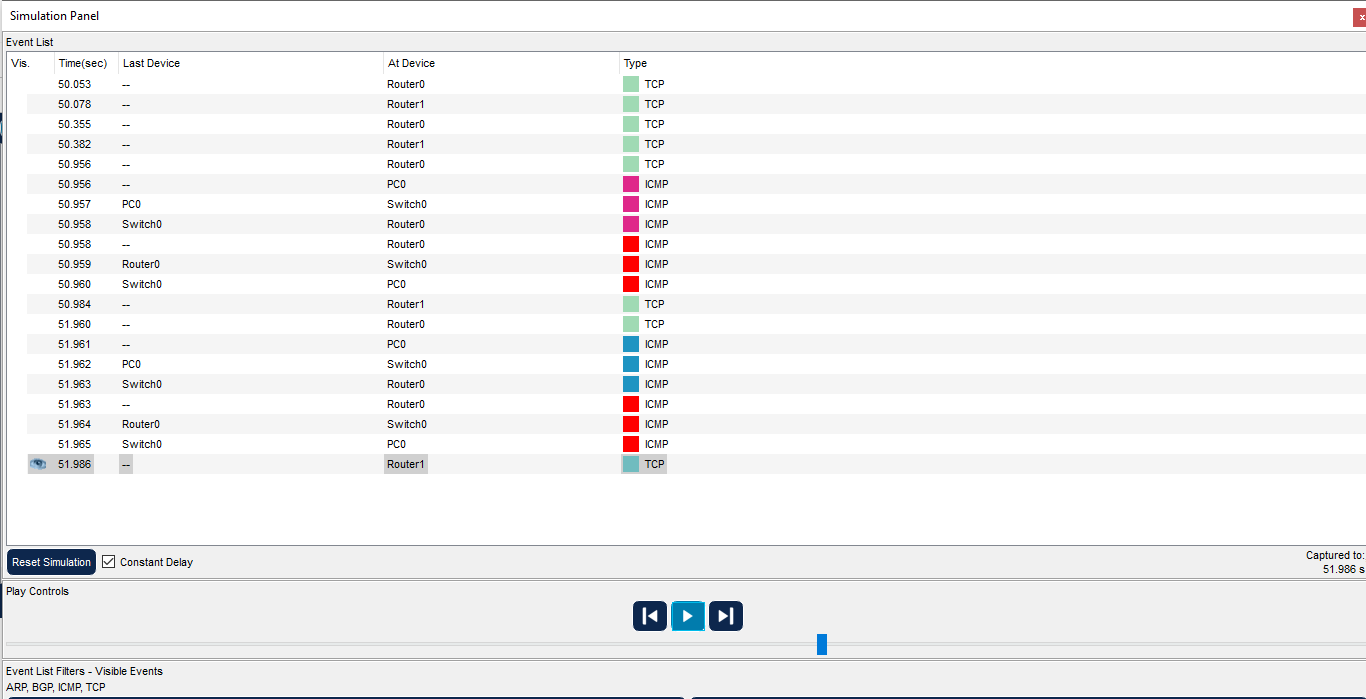 Simulation Panel
x
Event List
Vis. Time(sec) Last Device At Device Type
50.053 -- Router0 TCP
50.078 -- Router1 TCP
50.355 -- Router0 TCP
50.382 -- Router1 TCP
50.956 -- Router0 TCP
50.956 -- PC0 ICMP
50.957 PC0 Switch0 ICMP
50.958 Switch0 Router0 ICMP
50.958 -- Router0 ICMP
50.959 Router0 Switch0 ICMP
50.960 Switch0 PC0 ICMP
50.984 -- Router1 TCP
51.960 -- Router0 TCP
51.961 -- PC0 ICMP
51.962 PC0 Switch0 ICMP
51.963 Switch0 Router0 ICMP
51.963 -- Router0 ICMP
51.964 Router0 Switch0 ICMP
51.965 Switch0 PC0 ICMP
51.986 -- Router1 TCP
Reset Simulation Constant Delay
Captured to:
51.986 s
Play Controls
Event List Filters - Visible Events
ARP, BGP, ICMP, TCP